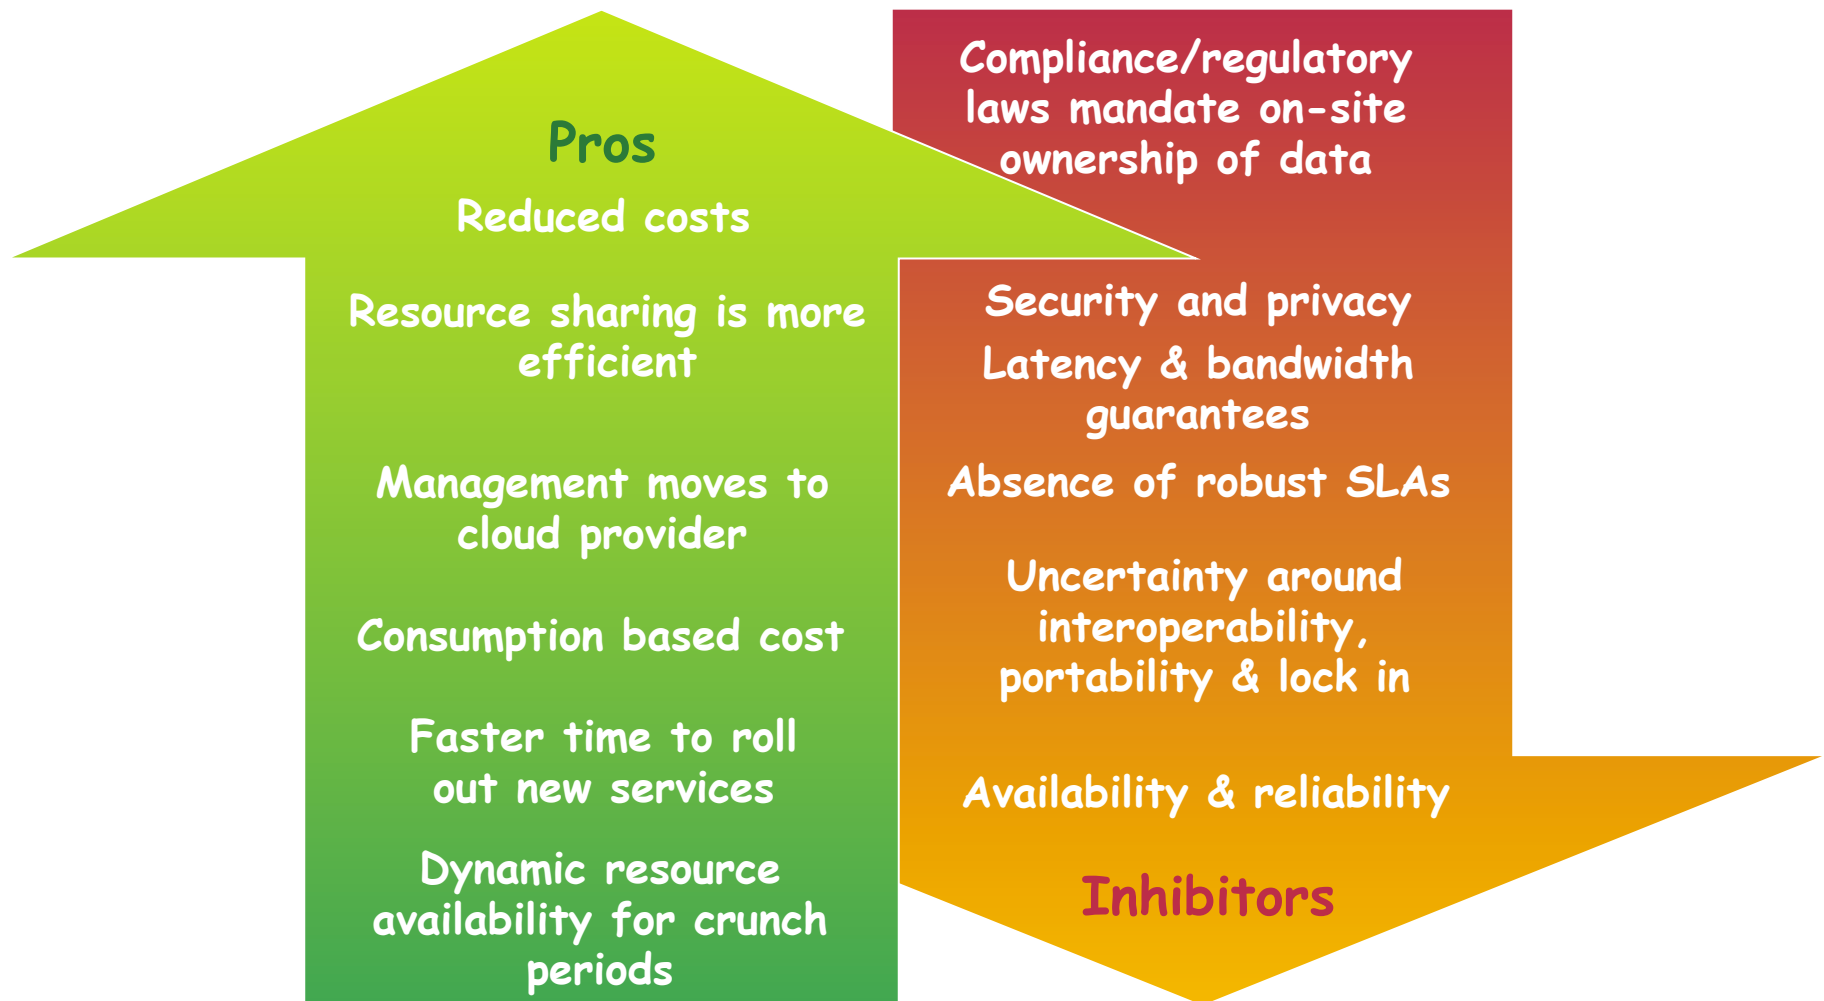 Pros
Reduced costs
Resource sharing is more
efficient
Management moves to
cloud provider
Consumption based cost
Faster time to roll
out new services
Dynamic resource
availability for crunch
periods
Compliance/regulatory
laws mandate on-site
ownership of data
Security and privacy
Latency & bandwidth
guarantees
Absence of robust SLAs
Uncertainty around
interoperability,
portability & lock in
Availability & reliability
Inhibitors